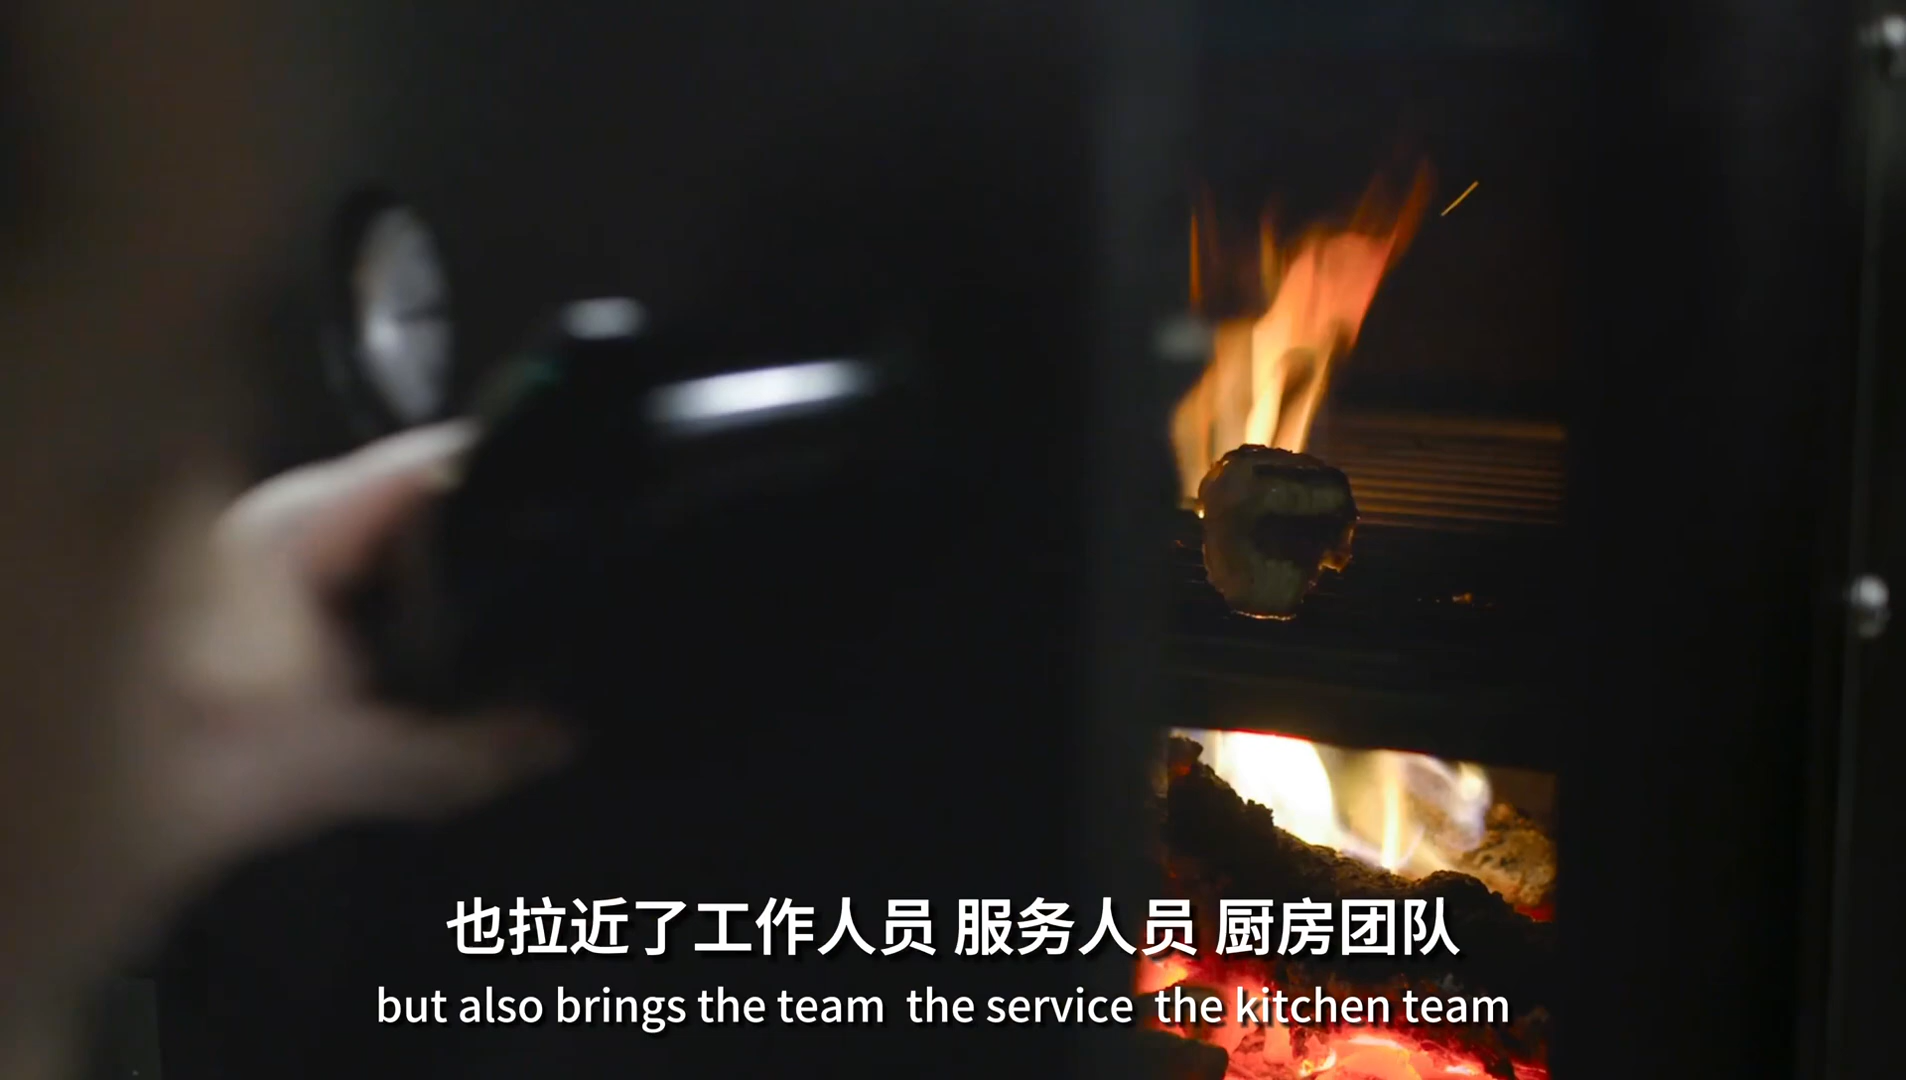 也拉近了工作人员 服务人员 厨房团队
but also brings the team  the service  the kitchen team